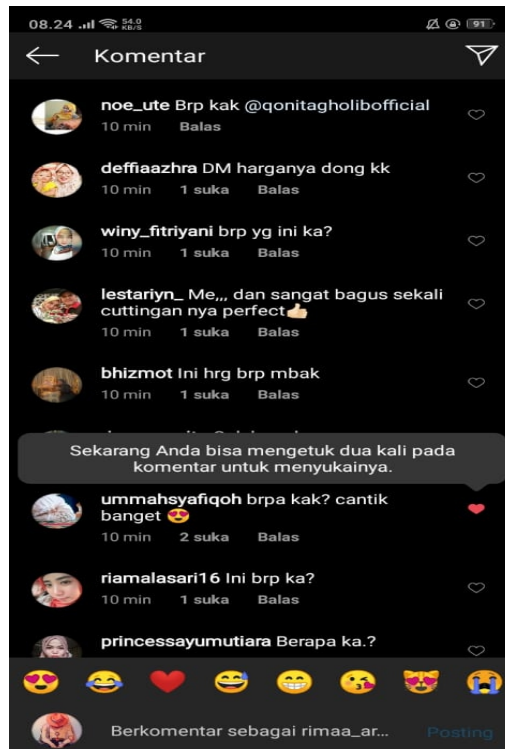 08.24 54.0 KB/S 91
Komentar
noe_ute Brp kak @qonitagholibofficial
10 min Balas
deffiaazhra DM harganya dong kk
10 min 1 suka Balas
winy_fitriyani brp yg ini ka?
10 min 1 suka Balas
lestariyn_ Me,,, dan sangat bagus sekali
cuttingan nya perfect👍🏻
10 min 1 suka Balas
bhizmot Ini hrg brp mbak
10 min 1 suka Balas
Sekarang Anda bisa mengetuk dua kali pada
komentar untuk menyukainya.
ummahsyafiqoh brpa kak? cantik
banget 😍
10 min 2 suka Balas
riamalasari16 Ini brp ka?
10 min 1 suka Balas
princessayumutiara Berapa ka.?
Berkomentar sebagai rimaa_ar... Posting